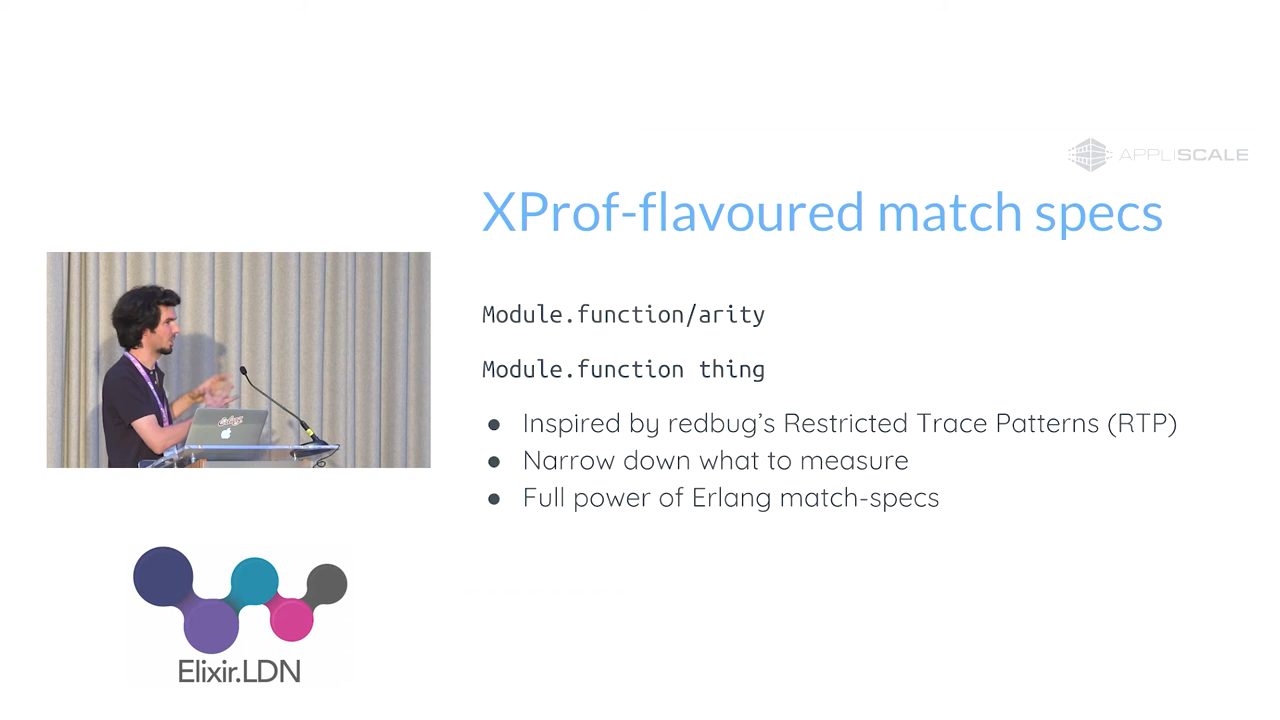 APPLISCALE
XProf-flavoured match specs
Module.function/arity
Module.function thing
● Inspired by redbug’s Restricted Trace Patterns (RTP)
● Narrow down what to measure
● Full power of Erlang match-specs
Elixir.LDN